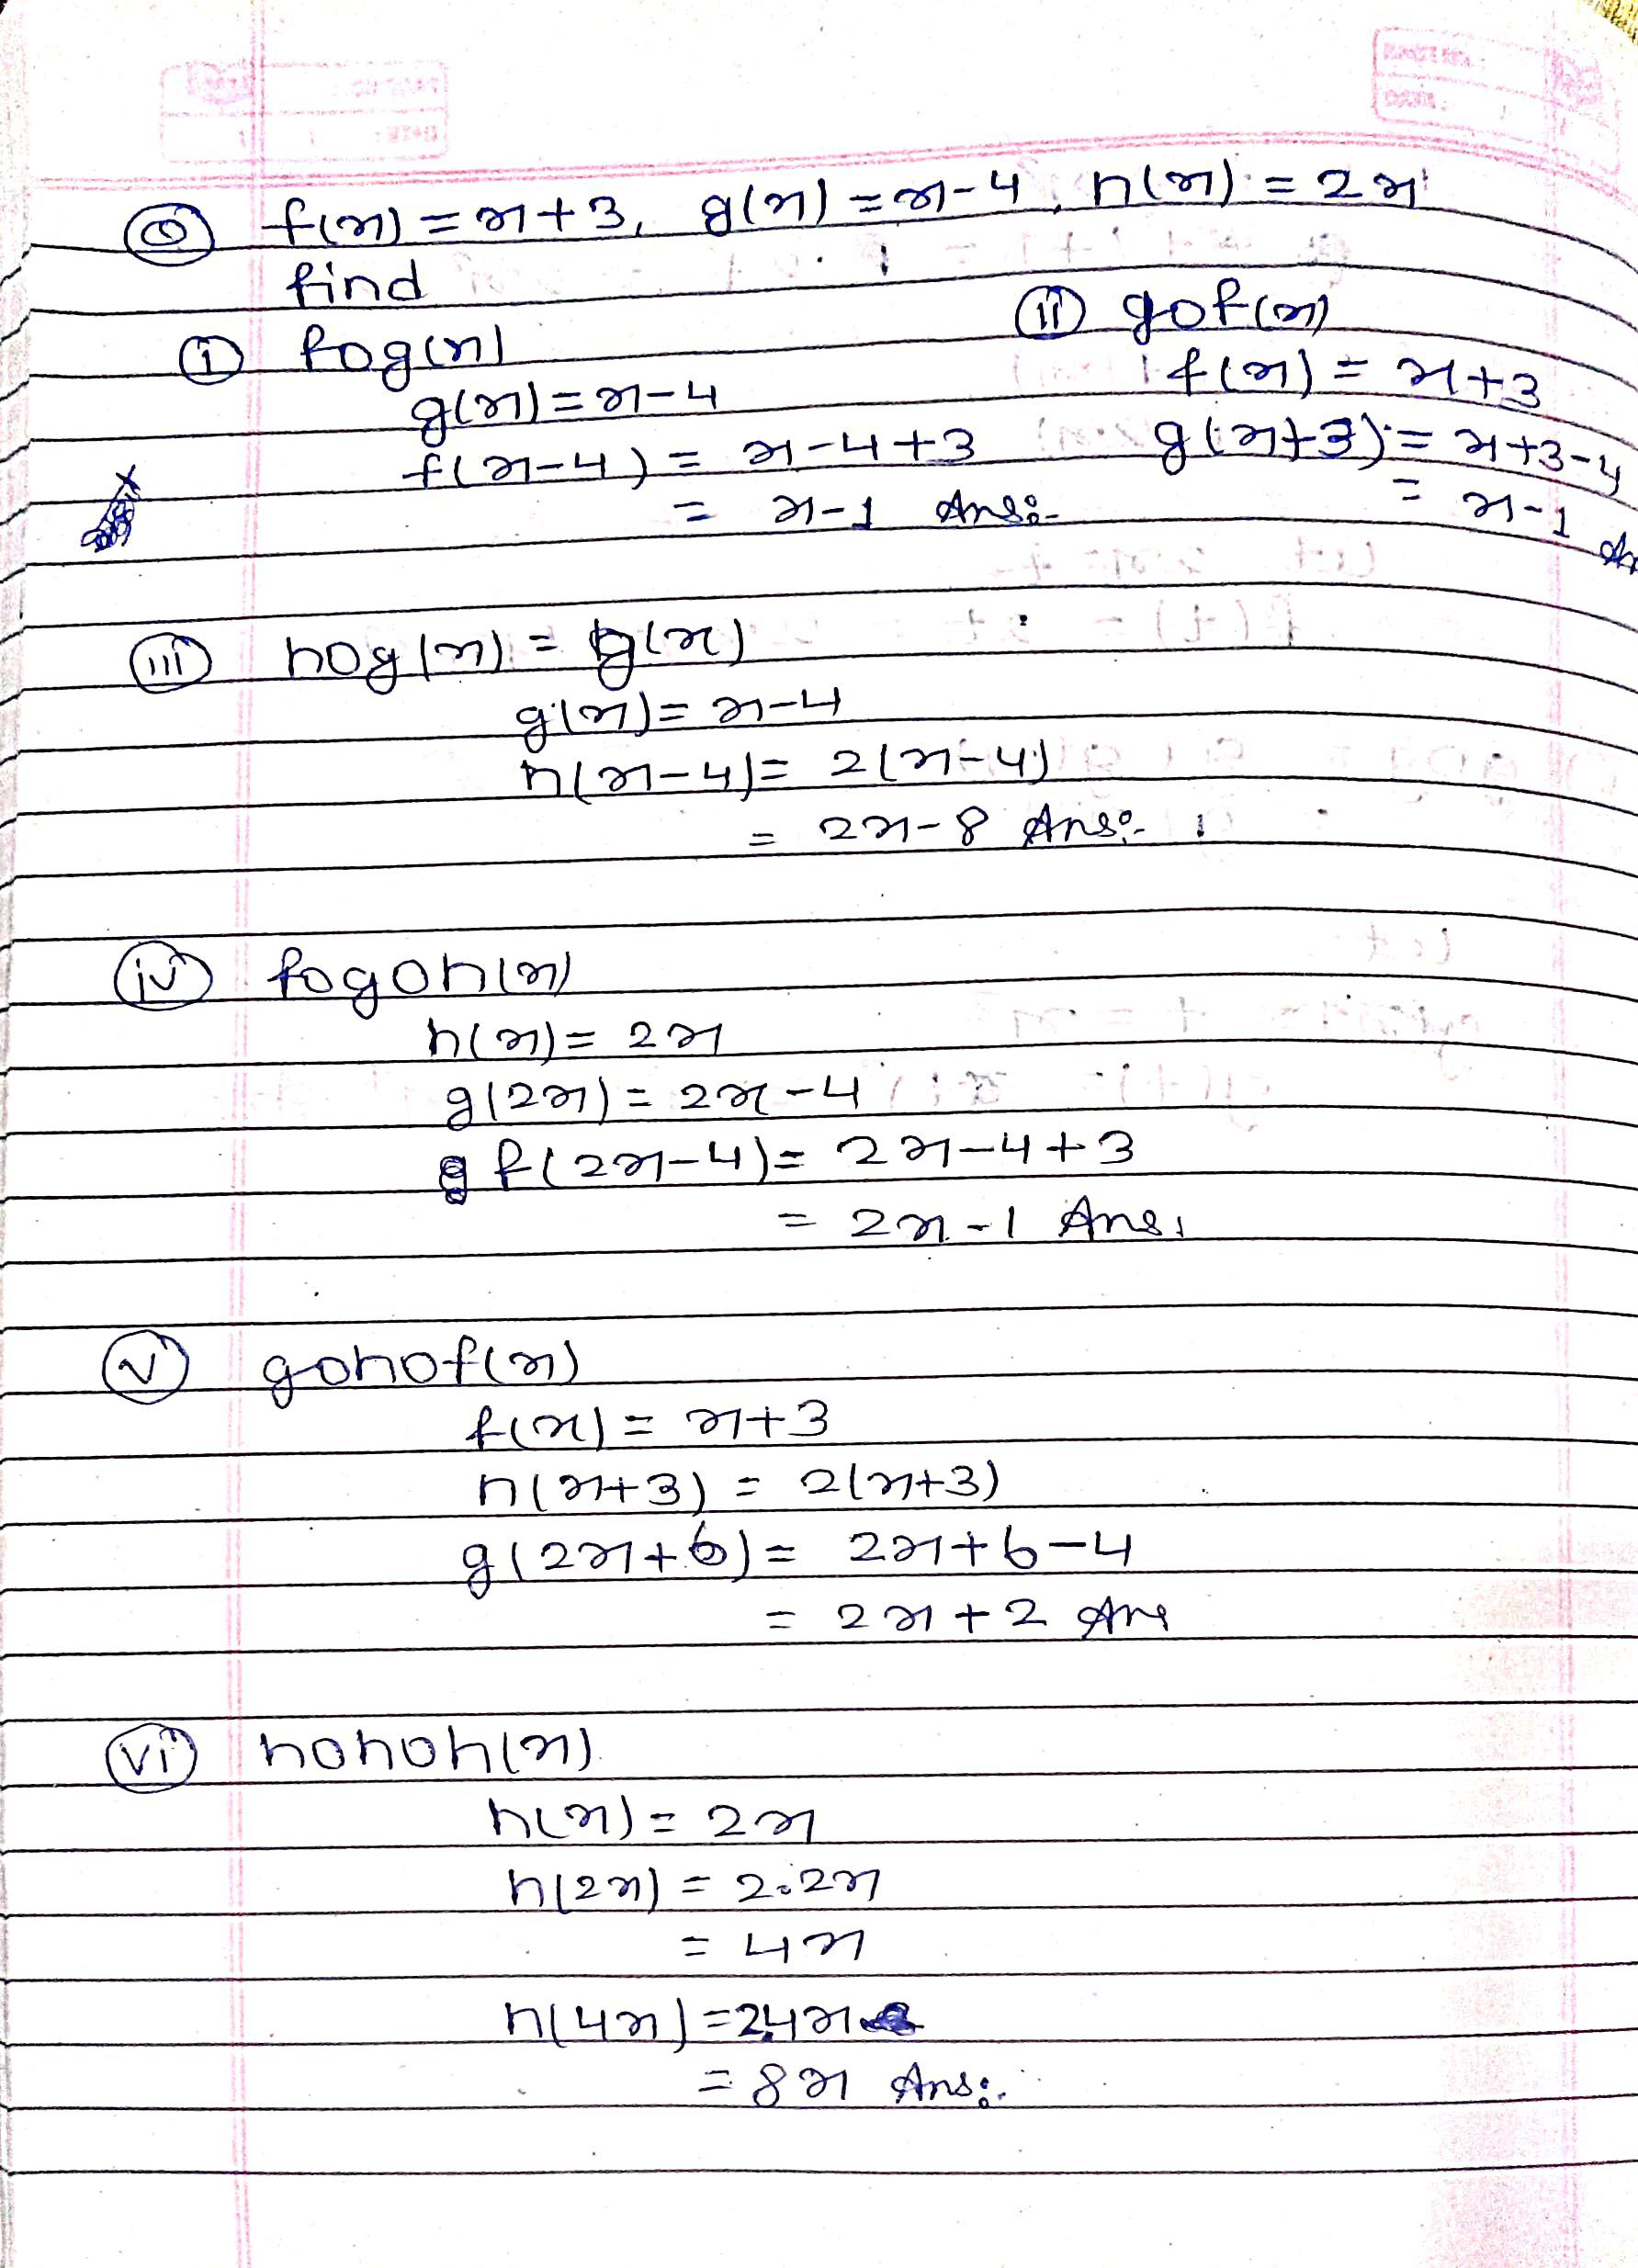 Q f(x) = x+3, g(x) = x-4, h(x) = 2x
find
(i) fog(x)
g(x) = x-4
f(x-4) = x-4+3
= x-1 Ans:-
(ii) gof(x)
f(x) = x+3
g(x+3) = x+3-4
= x-1
(iii) hog(x) = g(x)
g(x) = x-4
h(x-4) = 2(x-4)
= 2x-8 Ans:-
(iv) fogoh(x)
h(x) = 2x
g(2x) = 2x-4
f(2x-4) = 2x-4+3
= 2x-1 Ans.
(v) gohof(x)
f(x) = x+3
h(x+3) = 2(x+3)
g(2x+6) = 2x+6-4
= 2x+2 Ans
(vi) hohoh(x)
h(x) = 2x
h(2x) = 2.2x
= 4x
h(4x) = 2.4x
= 8x Ans:-